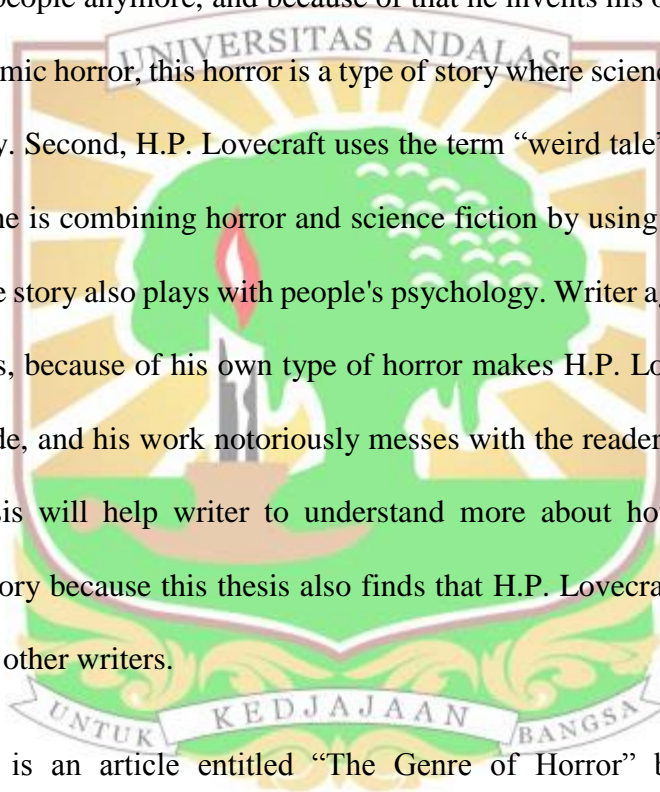 people anymore, and because of that he invents his o
UNIVERSITAS ANDALAS
mic horror, this horror is a type of story where scienc
y. Second, H.P. Lovecraft uses the term “weird tale”
ne is combining horror and science fiction by using
e story also plays with people's psychology. Writer a
s, because of his own type of horror makes H.P. Lo
de, and his work notoriously messes with the reader
sis will help writer to understand more about ho
ory because this thesis also finds that H.P. Lovecra
other writers.
UNTUK KEDJAJAAN BANGSA
is an article entitled “The Genre of Horror” b